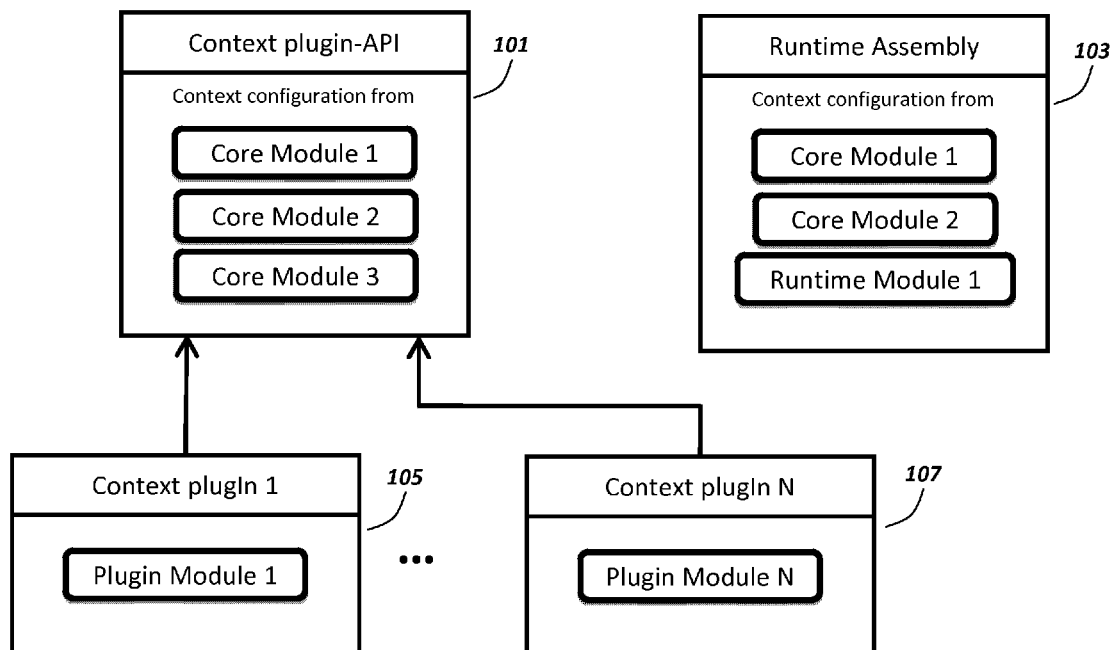 Context plugin-API
101
Context configuration from
Core Module 1
Core Module 2
Core Module 3
Runtime Assembly
103
Context configuration from
Core Module 1
Core Module 2
Runtime Module 1
Context plugIn 1
105
Plugin Module 1
...
Context plugIn N
107
Plugin Module N